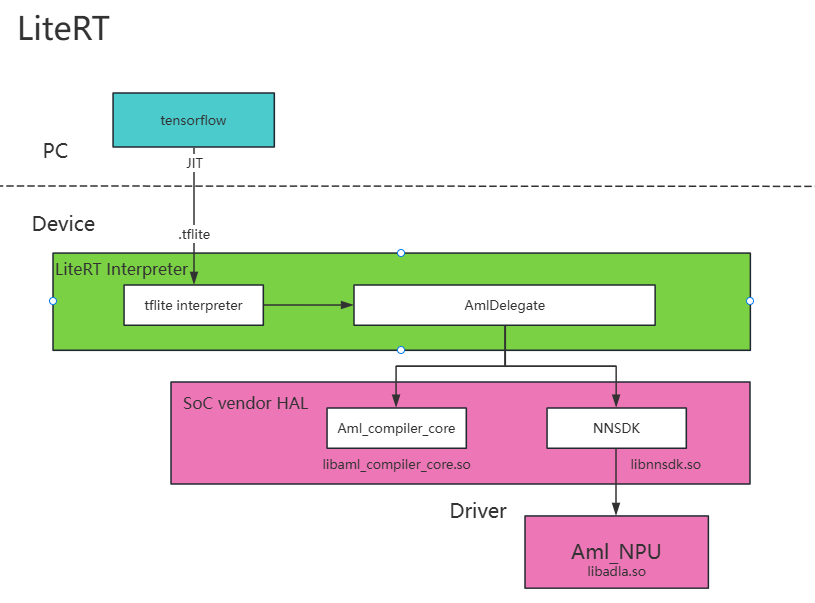 LiteRT
tensorflow
PC
JIT
Device
.tflite
LiteRT Interpreter
tflite interpreter
AmlDelegate
SoC vendor HAL
Aml_compiler_core
NNSDK
libaml_compiler_core.so
libnnsdk.so
Driver
Aml_NPU
libadla.so